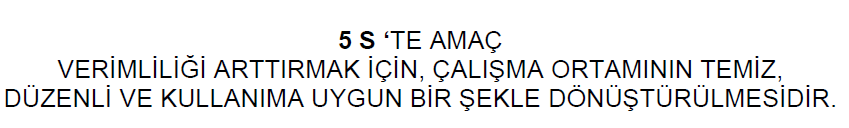 5 S ‘TE AMAÇ
VERİMLİLİĞİ ARTTIRMAK İÇİN, ÇALIŞMA ORTAMININ TEMİZ,
DÜZENLİ VE KULLANIMA UYGUN BİR ŞEKLE DÖNÜŞTÜRÜLMESİDİR.